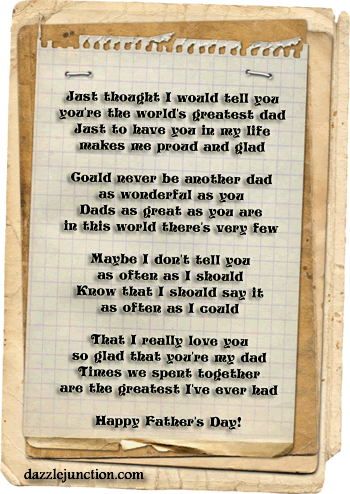 Just thought I would tell you
you're the world's greatest dad
Just to have you in my life
makes me proud and glad
Could never be another dad
as wonderful as you
Dads as great as you are
in this world there's very few
Maybe I don't tell you
as often as I should
Know that I should say it
as often as I could
That I really love you
so glad that you're my dad
Times we spent together
are the greatest I've ever had
Happy Father's Day!
dazzlejunction.com